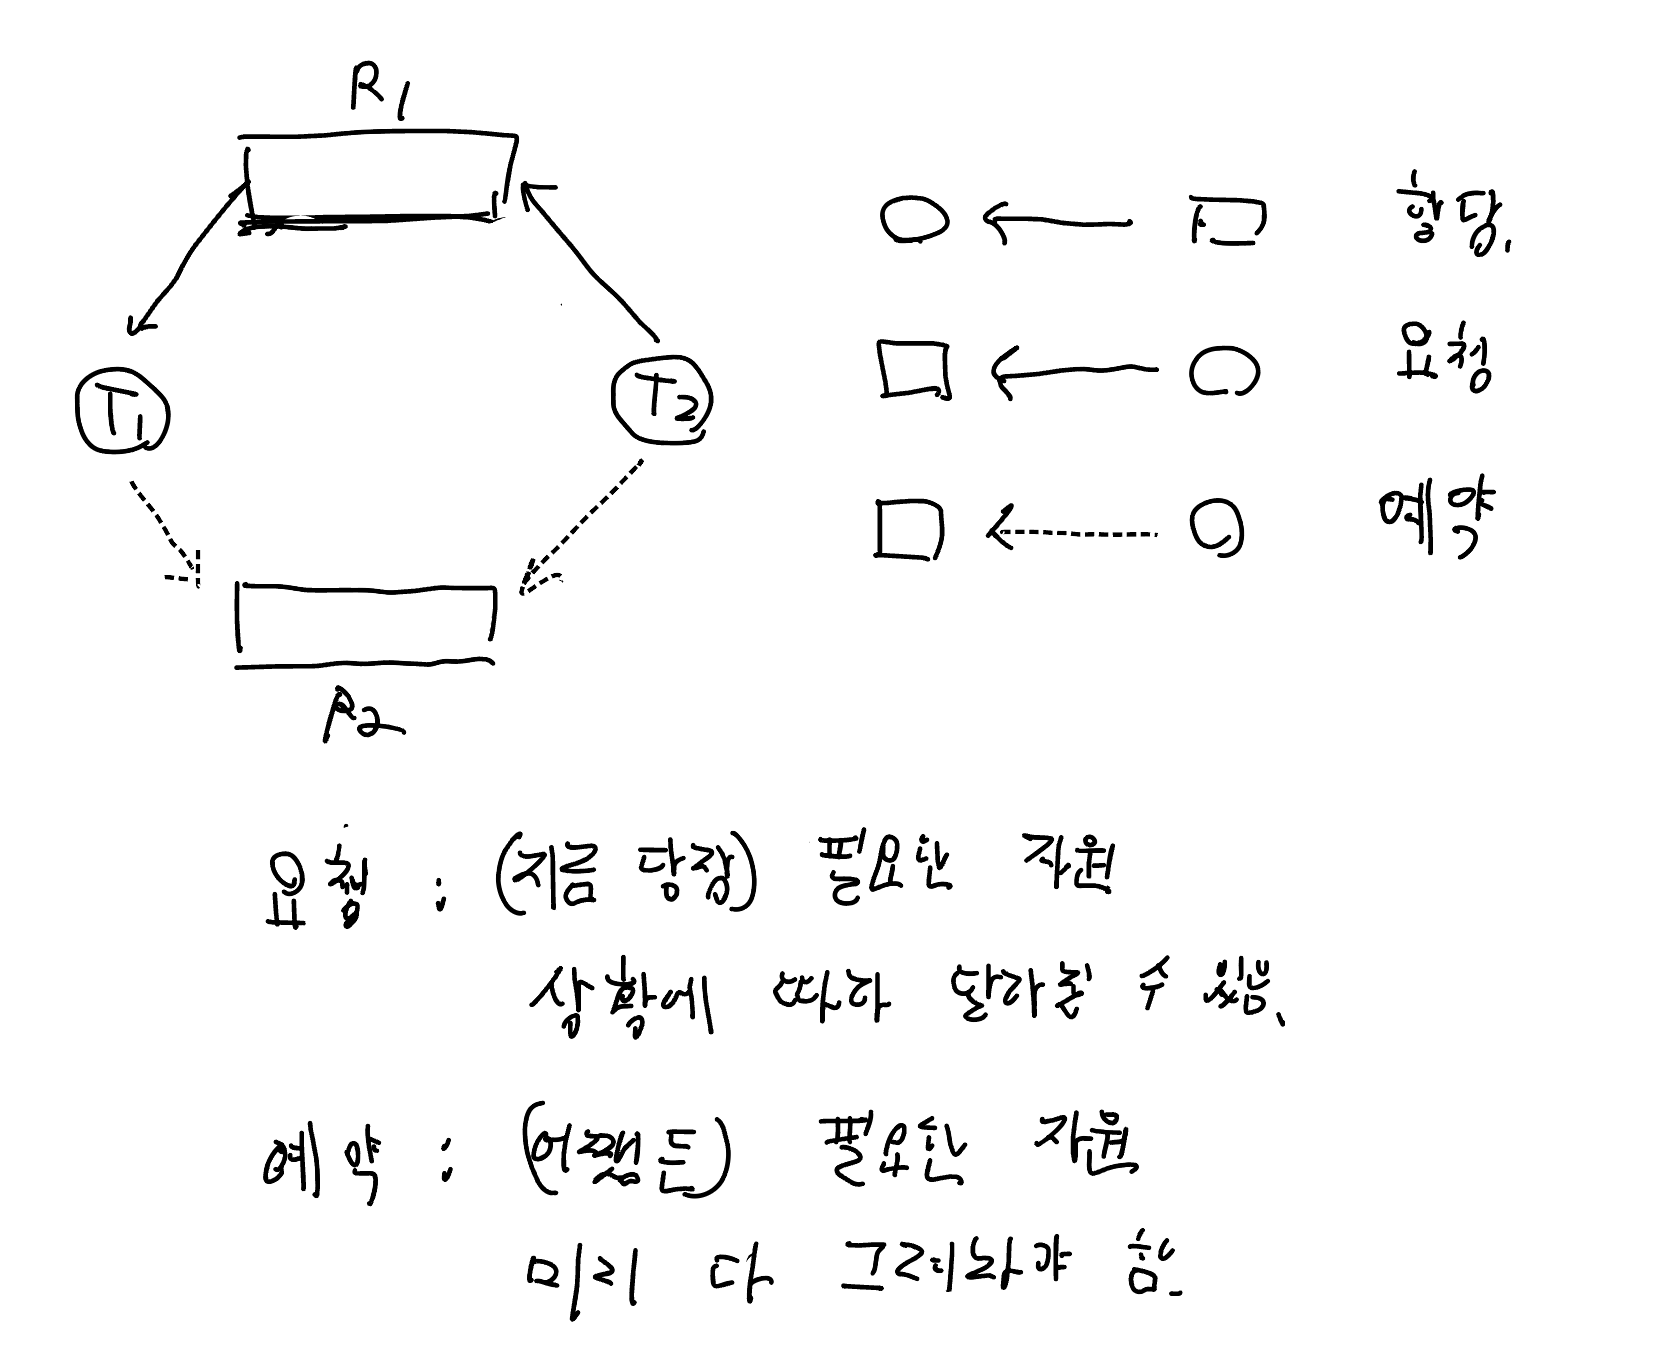 R1
할당.
요청
T1
T2
예약
R2
요청 : (지금 당장) 필요한 자원
상황에 따라 달라질 수 있음.
예약 : (어쨌든) 필요한 자원
미리 다 그려놔야 함.